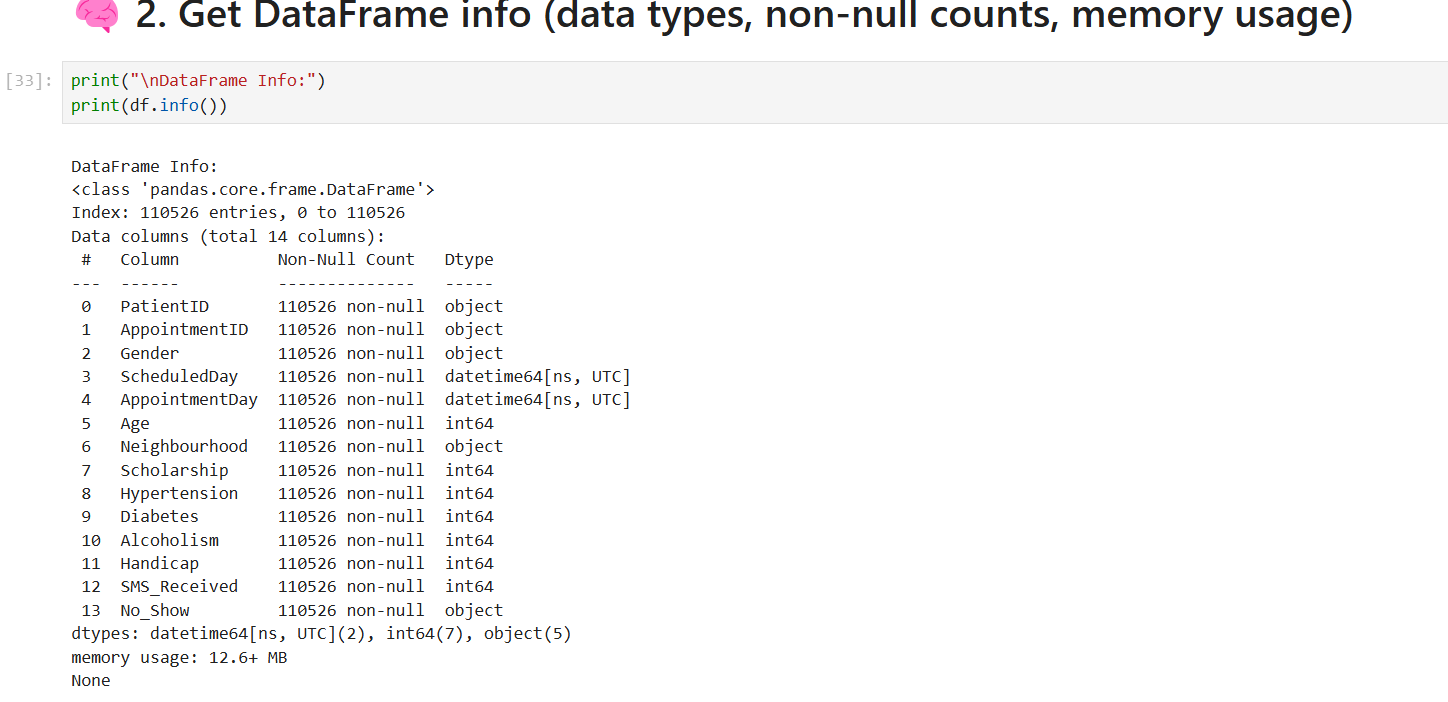 🧠 2. Get DataFrame info (data types, non-null counts, memory usage)
[33]: print("\nDataFrame Info:")
print(df.info())
DataFrame Info:
<class 'pandas.core.frame.DataFrame'>
Index: 110526 entries, 0 to 110526
Data columns (total 14 columns):
 #   Column          Non-Null Count   Dtype
---  ------          --------------   -----
 0   PatientID       110526 non-null  object
 1   AppointmentID   110526 non-null  object
 2   Gender          110526 non-null  object
 3   ScheduledDay    110526 non-null  datetime64[ns, UTC]
 4   AppointmentDay  110526 non-null  datetime64[ns, UTC]
 5   Age             110526 non-null  int64
 6   Neighbourhood   110526 non-null  object
 7   Scholarship     110526 non-null  int64
 8   Hypertension    110526 non-null  int64
 9   Diabetes        110526 non-null  int64
 10  Alcoholism      110526 non-null  int64
 11  Handicap        110526 non-null  int64
 12  SMS_Received    110526 non-null  int64
 13  No_Show         110526 non-null  object
dtypes: datetime64[ns, UTC](2), int64(7), object(5)
memory usage: 12.6+ MB
None